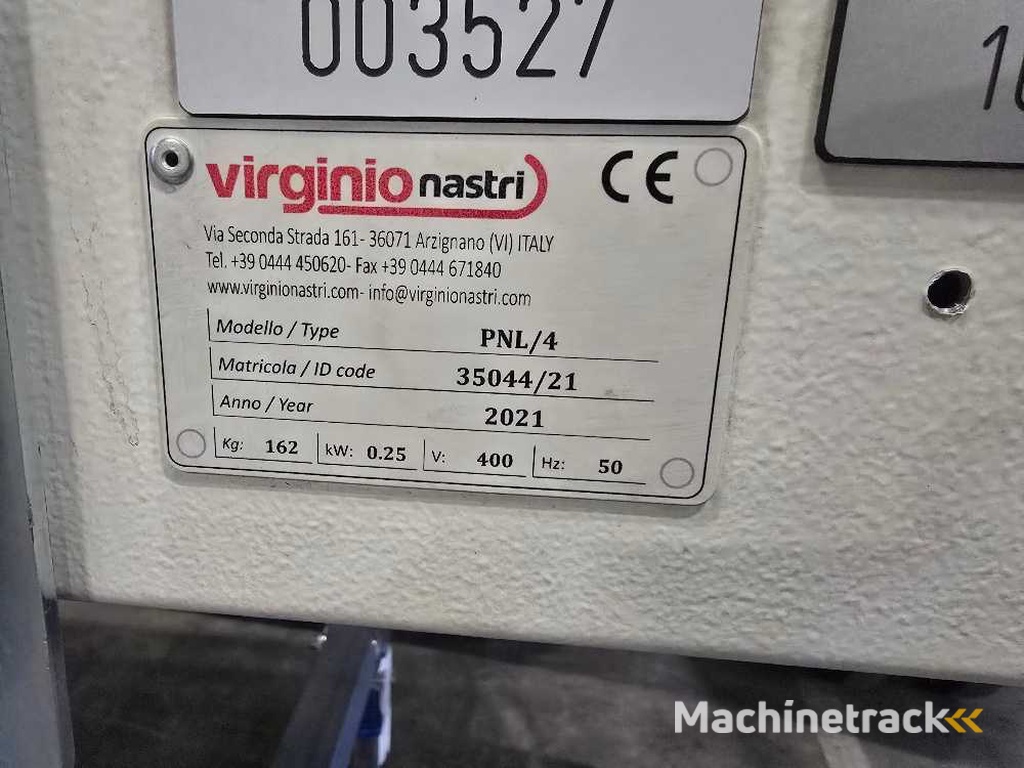 003527
virginio nastri
CE
Via Seconda Strada 161- 36071 Arzignano (VI) ITALY
Tel. +39 0444 450620- Fax +39 0444 671840
www.virginionastri.com- info@virginionastri.com
Modello / Type PNL/4
Matricola / ID code 35044/21
Anno / Year 2021
Kg: 162 kW: 0.25 V: 400 Hz: 50
Machinetrack